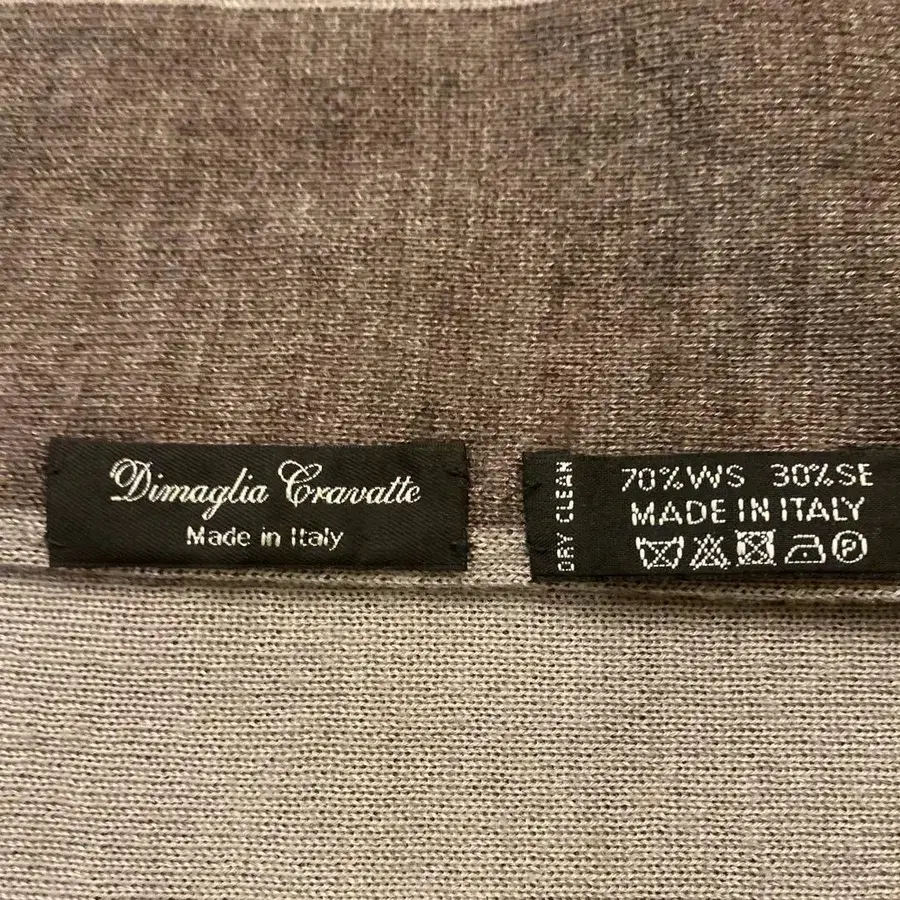 Dimaglia Cravatte
Made in Italy
DRY CLEAN
70%WS 30%SE
MADE IN ITALY
P